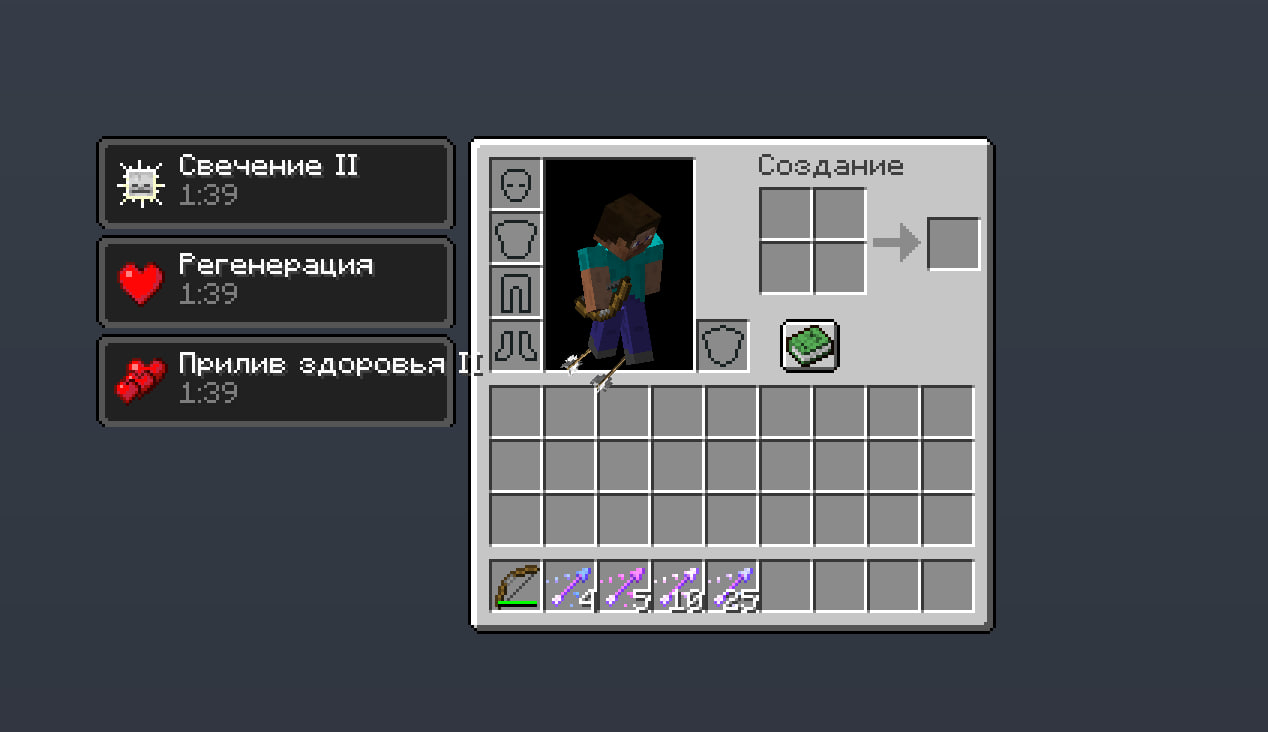 Свечение II
1:39
Регенерация
1:39
Прилив здоровья II
1:39
Создание
4 5 10 25